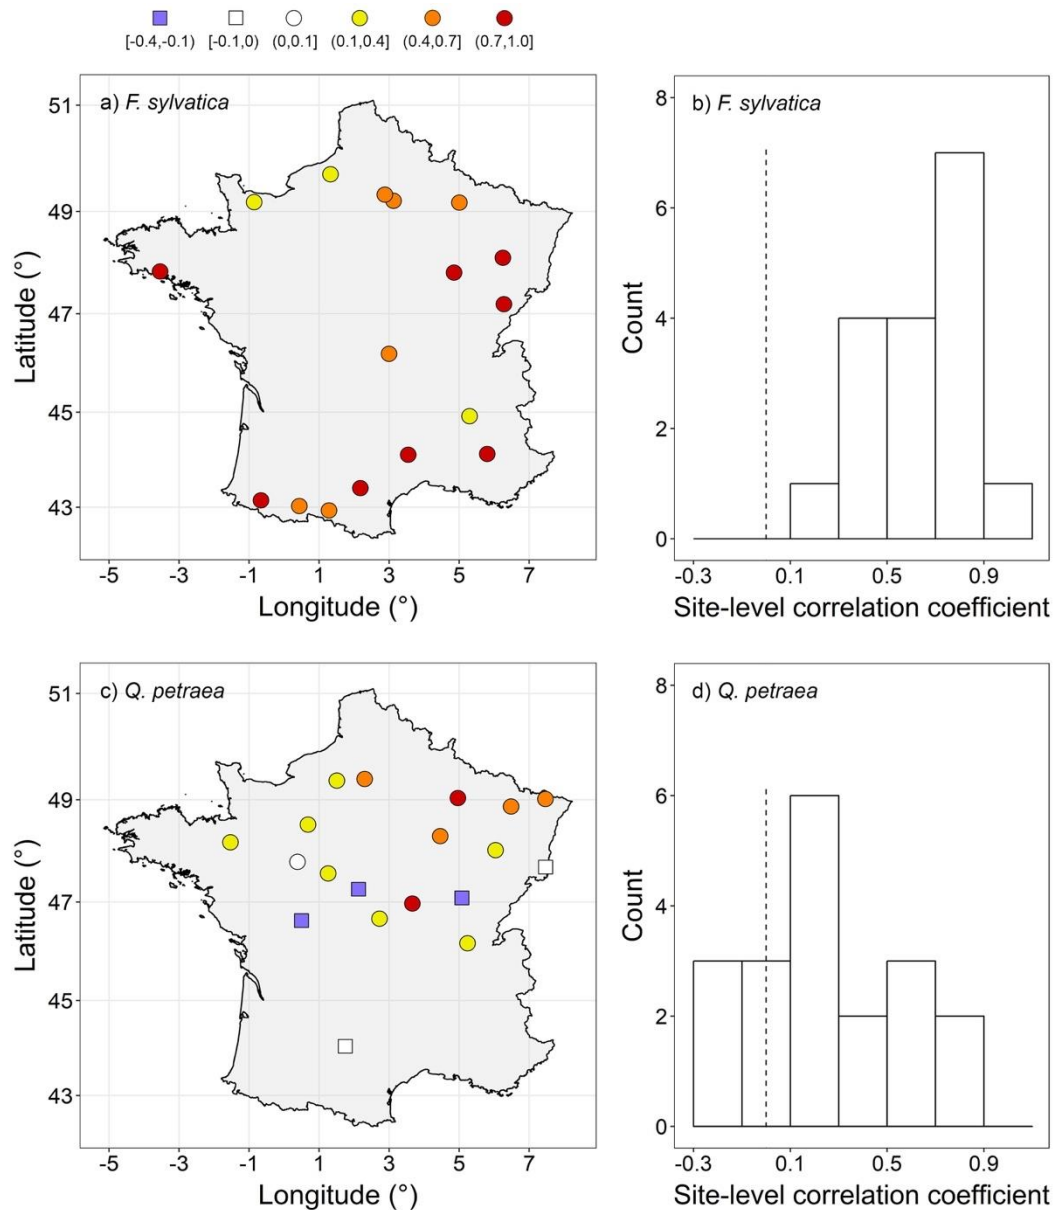 [-0.4,-0.1) [-0.1,0) (0,0.1] (0.1,0.4] (0.4,0.7] (0.7,1.0]
a) F. sylvatica
51
49
47
45
43
Latitude (°)
-5 -3 -1 1 3 5 7
Longitude (°)
b) F. sylvatica
8
6
4
2
0
Count
-0.3 0.1 0.5 0.9
Site-level correlation coefficient
c) Q. petraea
51
49
47
45
43
Latitude (°)
-5 -3 -1 1 3 5 7
Longitude (°)
d) Q. petraea
8
6
4
2
0
Count
-0.3 0.1 0.5 0.9
Site-level correlation coefficient